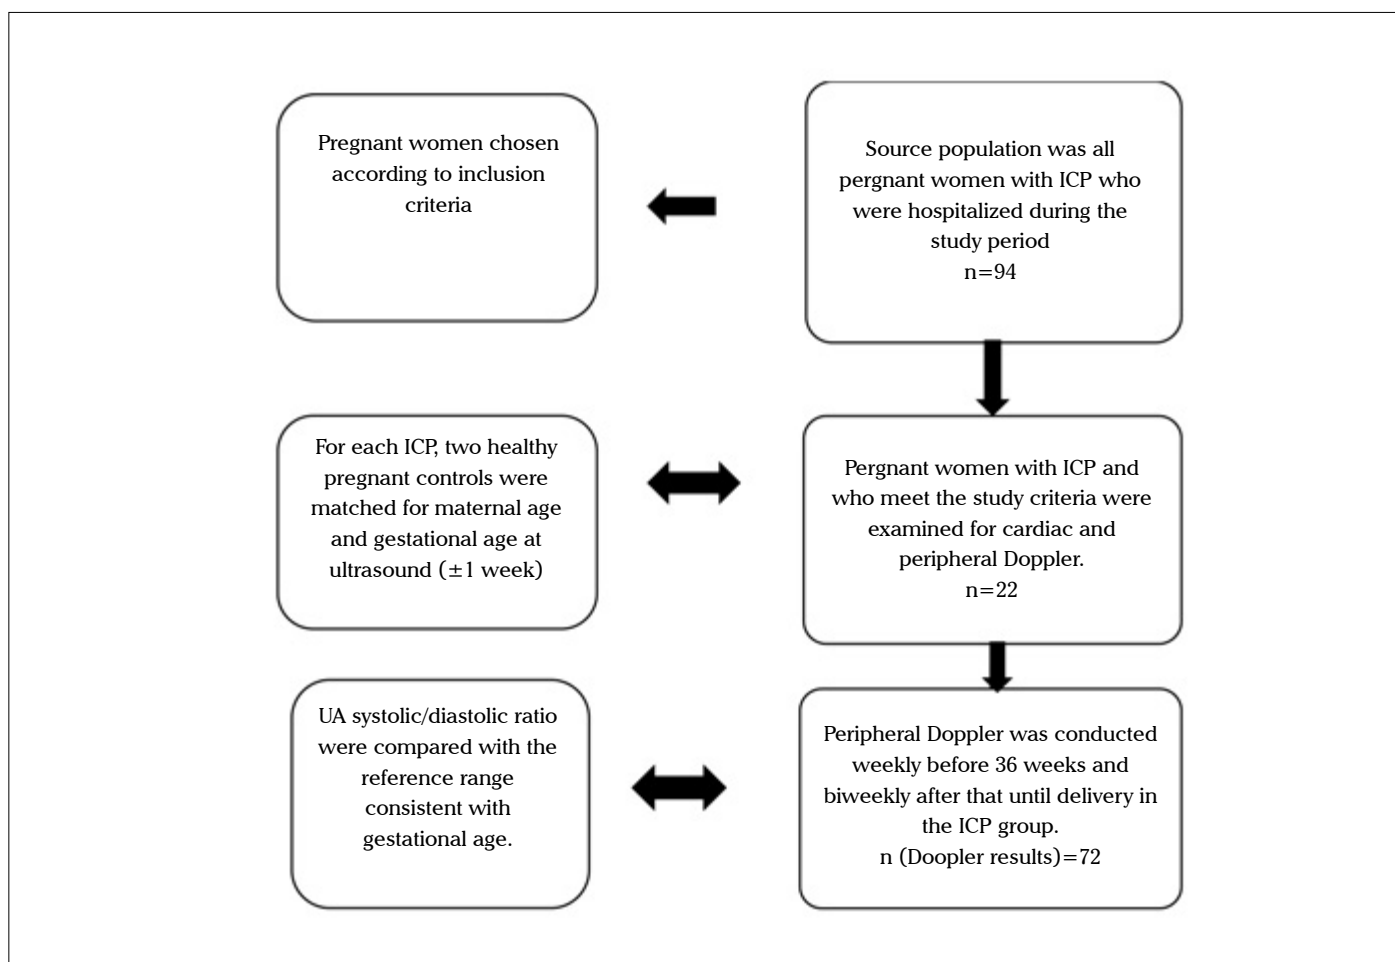 Pregnant women chosen
according to inclusion
criteria
Source population was all
pergnant women with ICP who
were hospitalized during the
study period
n=94
For each ICP, two healthy
pregnant controls were
matched for maternal age
and gestational age at
ultrasound (±1 week)
Pergnant women with ICP and
who meet the study criteria were
examined for cardiac and
peripheral Doppler.
n=22
UA systolic/diastolic ratio
were compared with the
reference range
consistent with
gestational age.
Peripheral Doppler was conducted
weekly before 36 weeks and
biweekly after that until delivery in
the ICP group.
n (Doopler results)=72